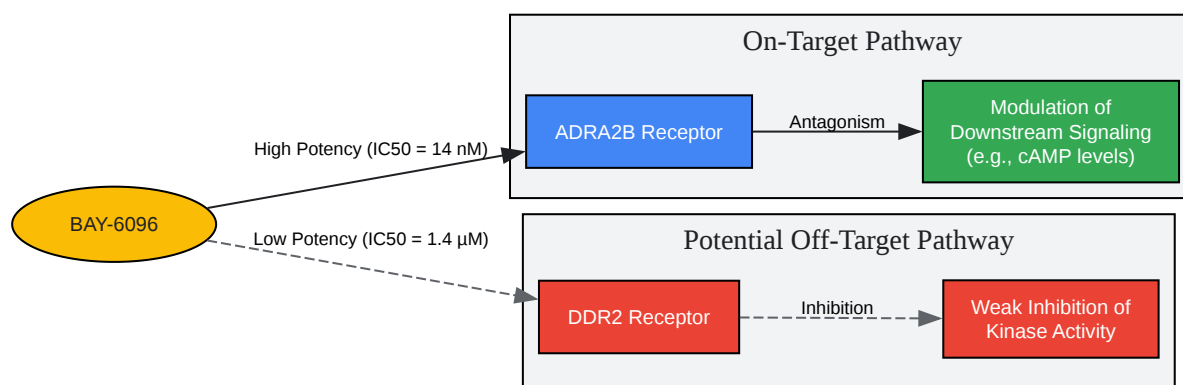 On-Target Pathway
ADRA2B Receptor
Antagonism
Modulation of
Downstream Signaling
(e.g., cAMP levels)
High Potency (IC50 = 14 nM)
BAY-6096
Low Potency (IC50 = 1.4 µM)
Potential Off-Target Pathway
DDR2 Receptor
Inhibition
Weak Inhibition of
Kinase Activity